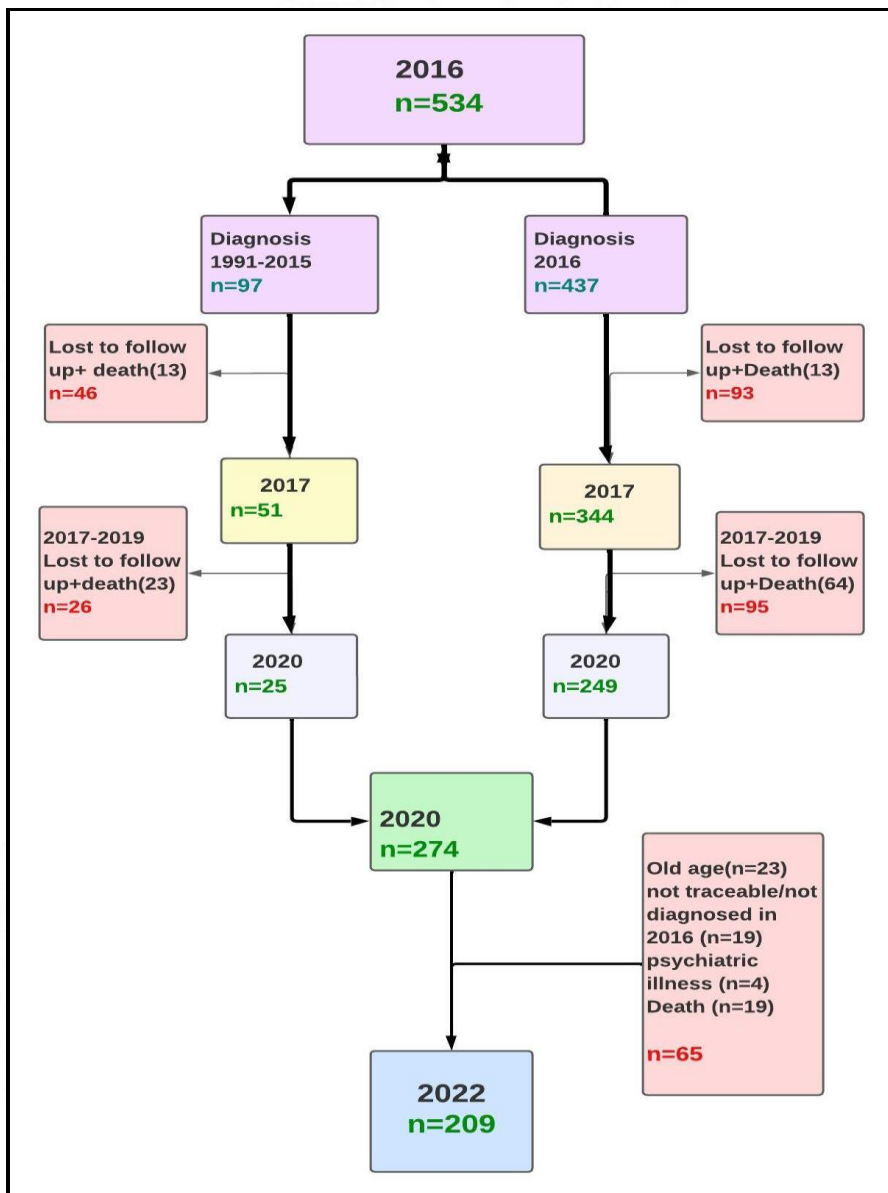 2016
n=534
Diagnosis
1991-2015
n=97
Diagnosis
2016
n=437
Lost to follow
up+ death(13)
n=46
Lost to follow
up+Death(13)
n=93
2017
n=51
2017
n=344
2017-2019
Lost to follow
up+death(23)
n=26
2017-2019
Lost to follow
up+Death(64)
n=95
2020
n=25
2020
n=249
2020
n=274
Old age(n=23)
not traceable/not
diagnosed in
2016 (n=19)
psychiatric
illness (n=4)
Death (n=19)
n=65
2022
n=209